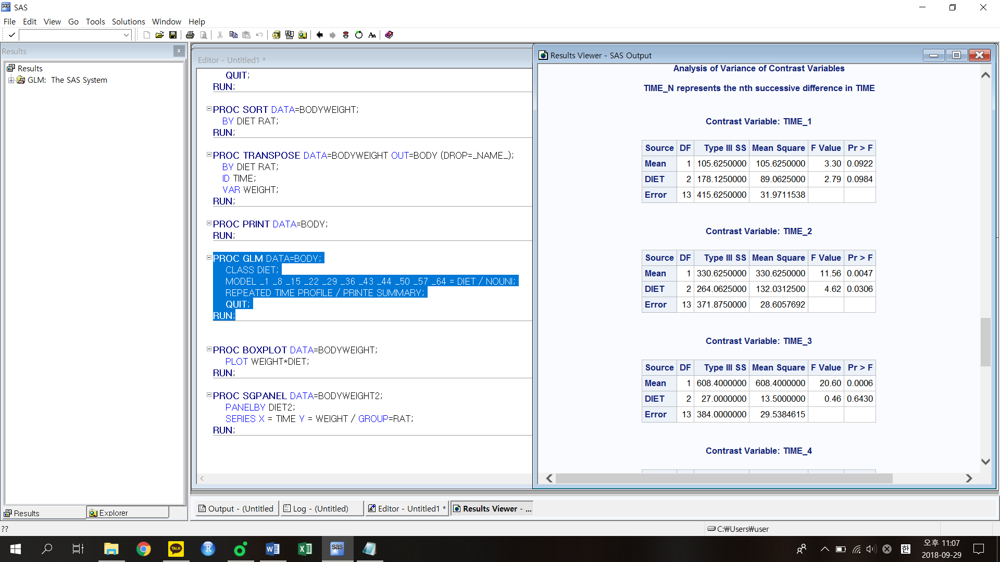 SAS
File Edit View Go Tools Solutions Window Help
Results
Results
GLM: The SAS System
Editor - Untitled1 *
QUIT;
RUN;
PROC SORT DATA=BODYWEIGHT;
BY DIET RAT;
RUN;
PROC TRANSPOSE DATA=BODYWEIGHT OUT=BODY (DROP=_NAME_);
BY DIET RAT;
ID TIME;
VAR WEIGHT;
RUN;
PROC PRINT DATA=BODY;
RUN;
PROC GLM DATA=BODY;
CLASS DIET;
MODEL _1 _8 _15 _22 _29 _36 _43 _44 _50 _57 _64 = DIET / NOUNI;
REPEATED TIME PROFILE / PRINTE SUMMARY;
QUIT;
RUN;
PROC BOXPLOT DATA=BODYWEIGHT;
PLOT WEIGHT*DIET;
RUN;
PROC SGPANEL DATA=BODYWEIGHT2;
PANELBY DIET2;
SERIES X = TIME Y = WEIGHT / GROUP=RAT;
RUN;
Results Viewer - SAS Output
Analysis of Variance of Contrast Variables
TIME_N represents the nth successive difference in TIME
Contrast Variable: TIME_1
Source DF Type III SS Mean Square F Value Pr > F
Mean 1 105.6250000 105.6250000 3.30 0.0922
DIET 2 178.1250000 89.0625000 2.79 0.0984
Error 13 415.6250000 31.9711538
Contrast Variable: TIME_2
Source DF Type III SS Mean Square F Value Pr > F
Mean 1 330.6250000 330.6250000 11.56 0.0047
DIET 2 264.0625000 132.0312500 4.62 0.0306
Error 13 371.8750000 28.6057692
Contrast Variable: TIME_3
Source DF Type III SS Mean Square F Value Pr > F
Mean 1 608.4000000 608.4000000 20.60 0.0006
DIET 2 27.0000000 13.5000000 0.46 0.6430
Error 13 384.0000000 29.5384615
Contrast Variable: TIME_4
Results Explorer
Output - (Untitled Log - (Untitled) Editor - Untitled1 * Results Viewer - ...
??
C:₩Users₩user
TALK
R
sas
한
오후 11:07
2018-09-29